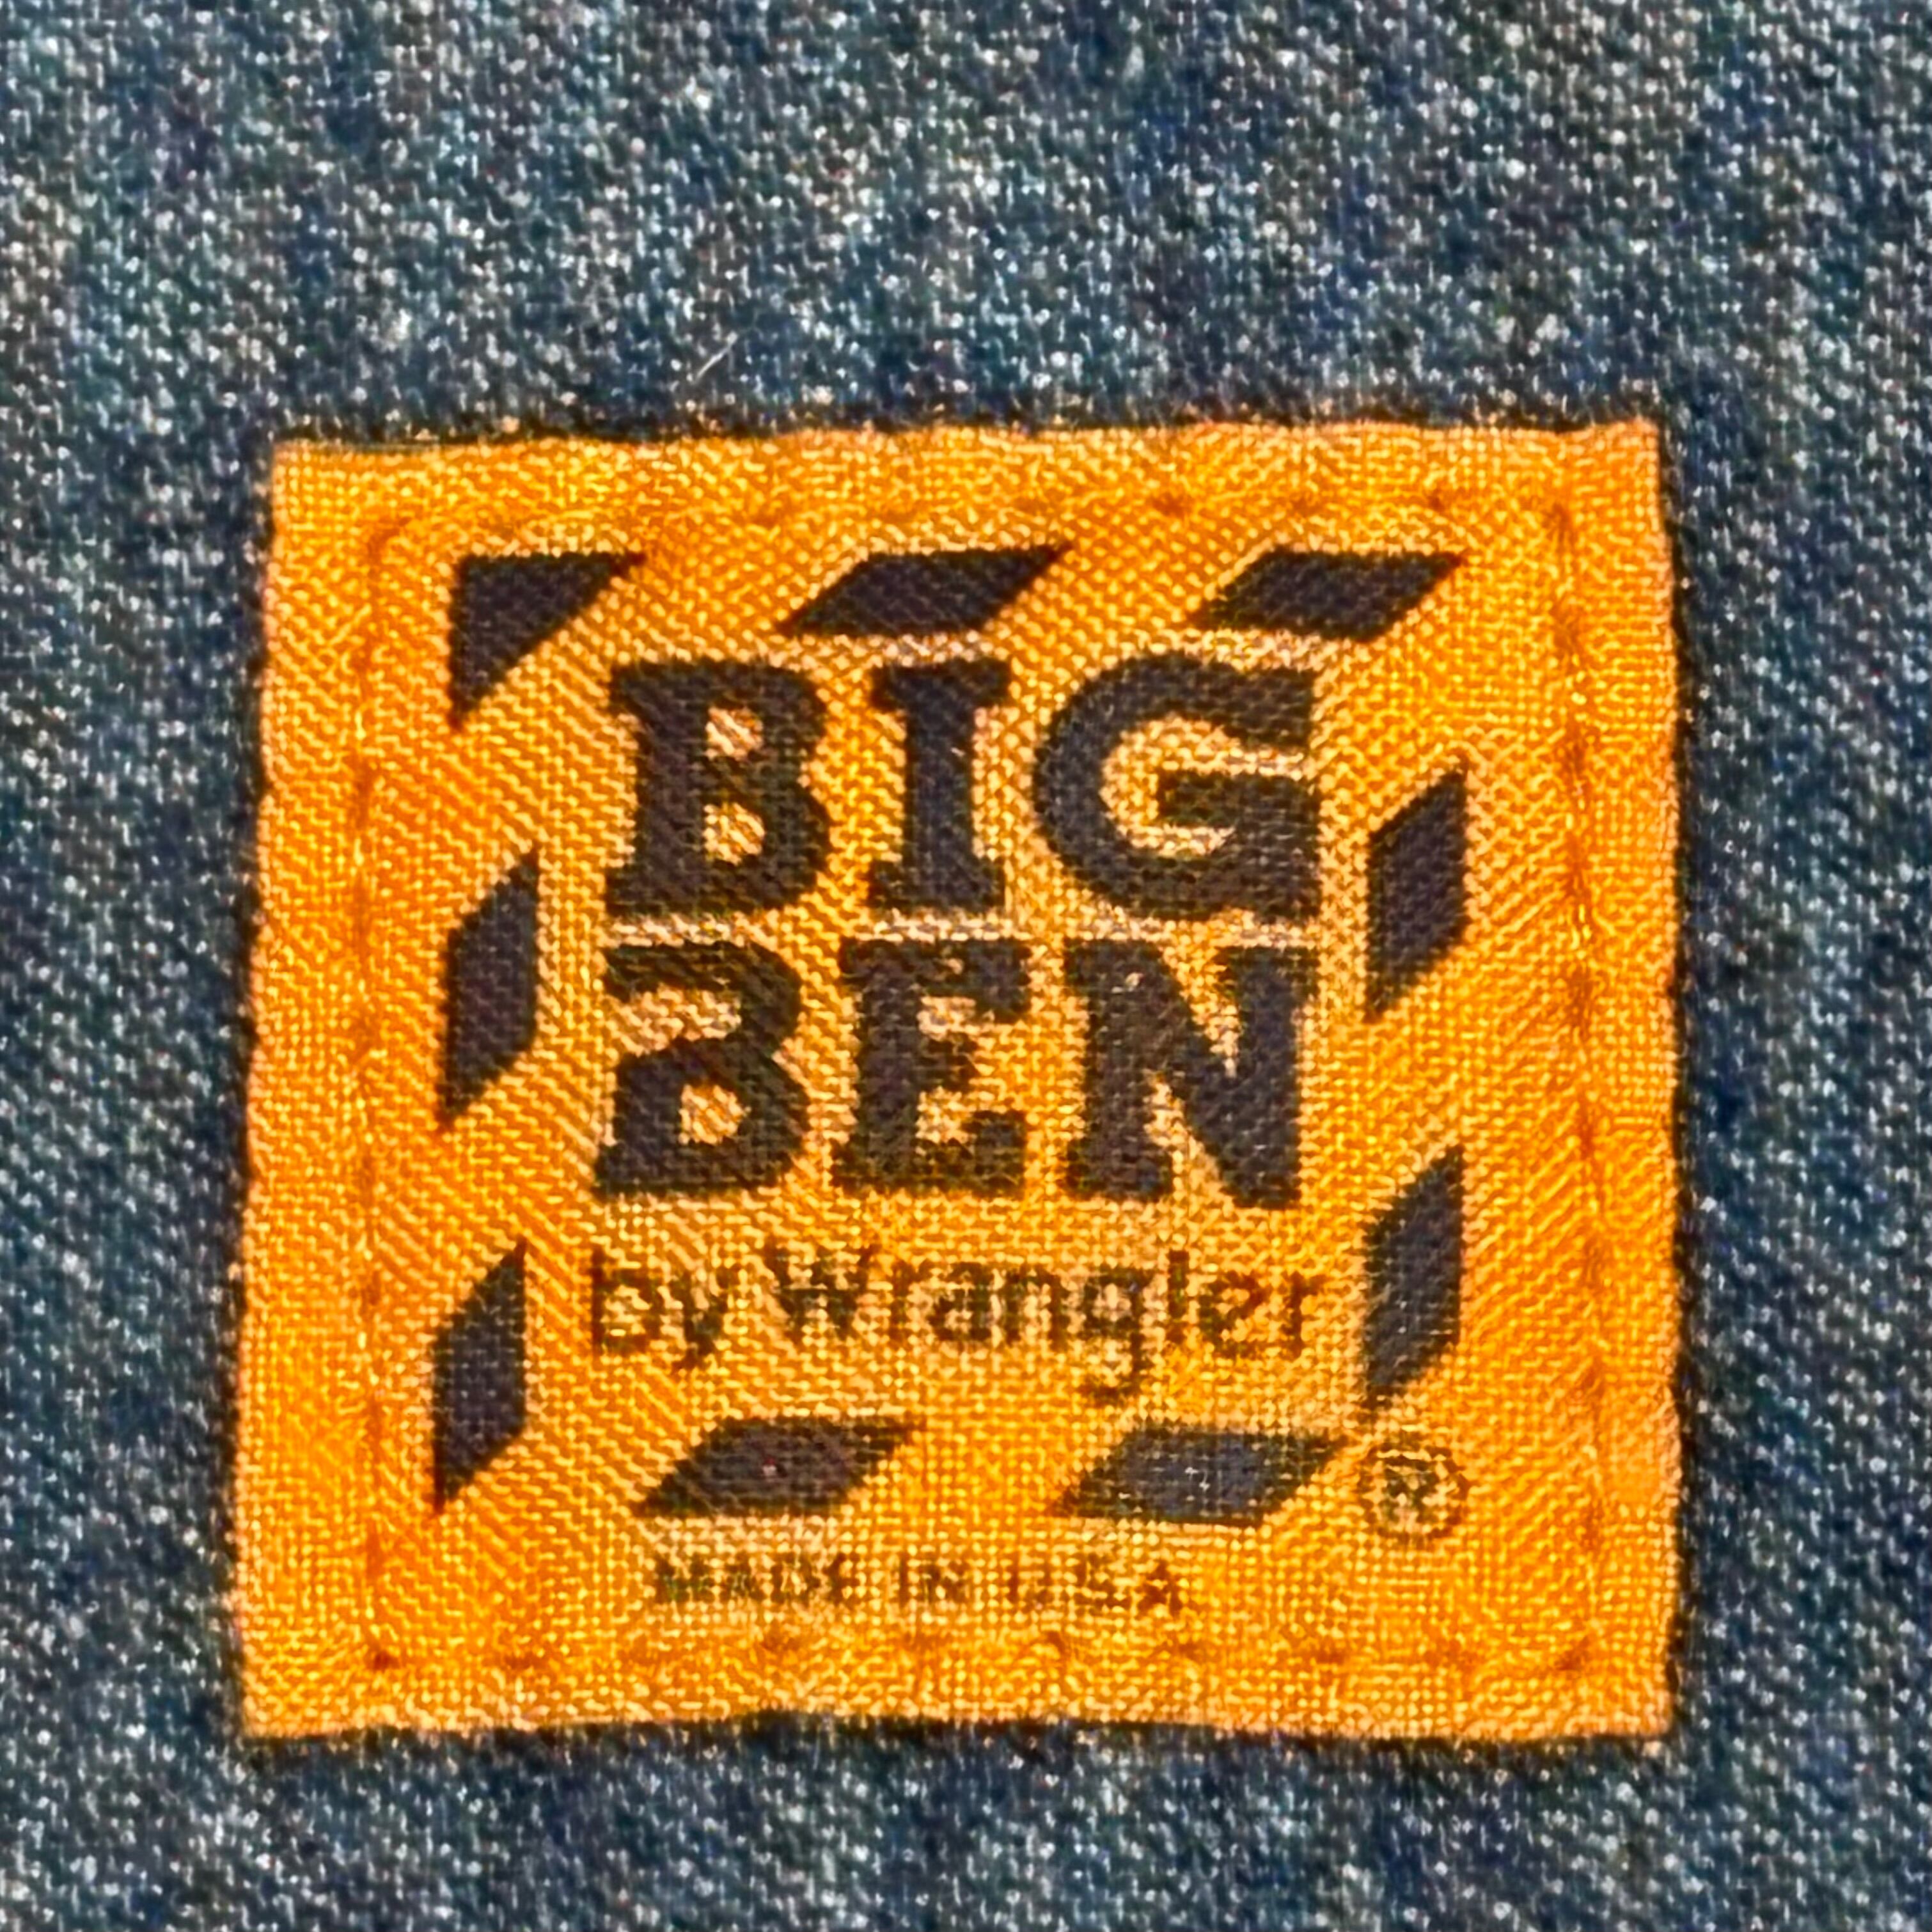 BIG
BEN
by Wrangler
®
MADE IN U.S.A